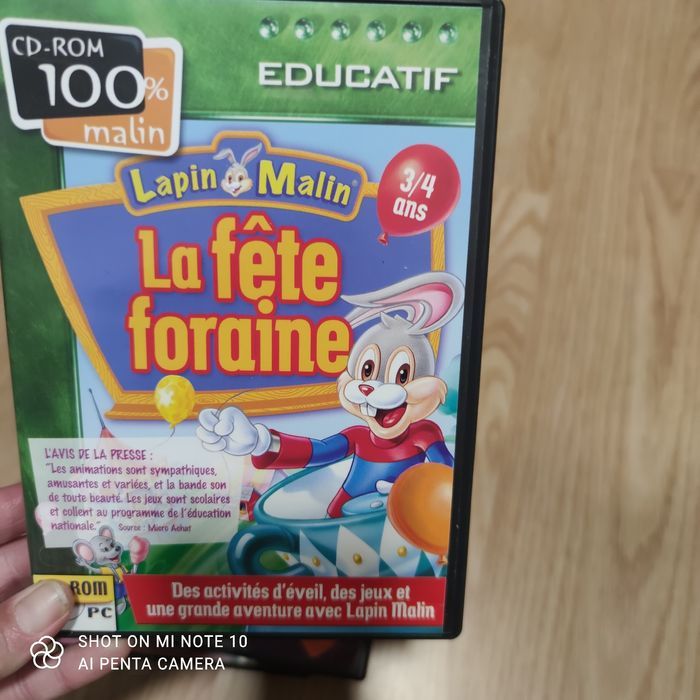 CD-ROM
100%
malin
EDUCATIF
Lapin Malin
3/4
ans
La fête
foraine
L'AVIS DE LA PRESSE :
"Les animations sont sympathiques,
amusantes et variées, et la bande son
de toute beauté. Les jeux sont scolaires
et collent au programme de l'éducation
nationale." Source : Micro Achat
ROM
PC
Des activités d'éveil, des jeux et
une grande aventure avec Lapin Malin
SHOT ON MI NOTE 10
AI PENTA CAMERA